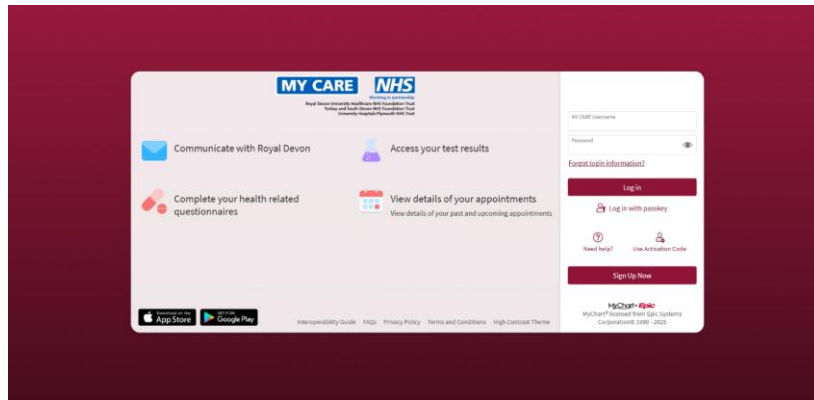 MY CARE
NHS
Working in partnership
Royal Devon University Healthcare NHS Foundation Trust
Torbay and South Devon NHS Foundation Trust
University Hospitals Plymouth NHS Trust
Communicate with Royal Devon
Access your test results
Complete your health related
questionnaires
View details of your appointments
View details of your past and upcoming appointments
Download on the
App Store
GET IT ON
Google Play
Interoperability Guide FAQs Privacy Policy Terms and Conditions High Contrast Theme
MY CARE Username
Password
Forgot login information?
Log in
Log in with passkey
Need help?
Use Activation Code
Sign Up Now
MyChart by Epic
MyChart® licensed from Epic Systems
Corporation© 1999 - 2025